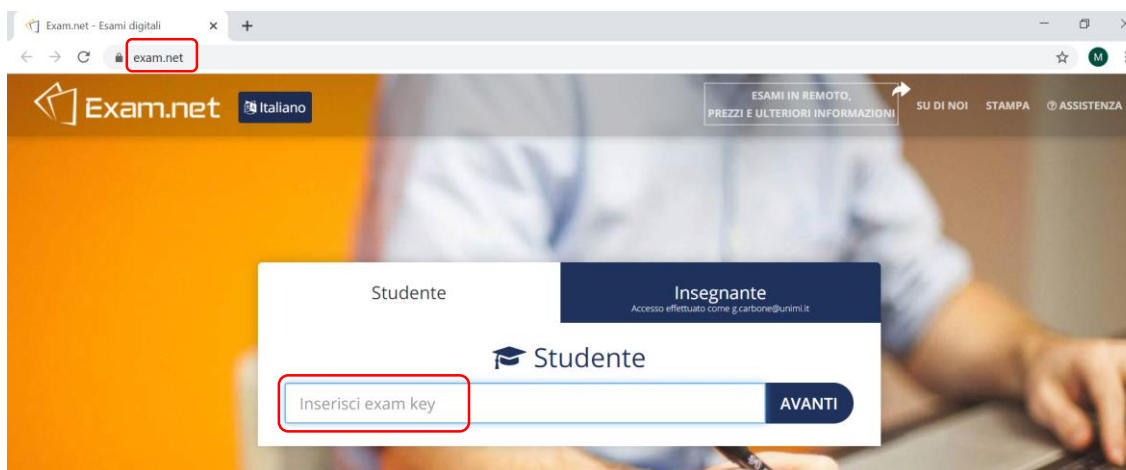 Exam.net - Esami digitali
exam.net
Exam.net
Italiano
ESAMI IN REMOTO,
PREZZI E ULTERIORI INFORMAZIONI
SU DI NOI
STAMPA
ASSISTENZA
M
Studente
Insegnante
Accesso effettuato come g.carbone@unimi.it
Studente
Inserisci exam key
AVANTI